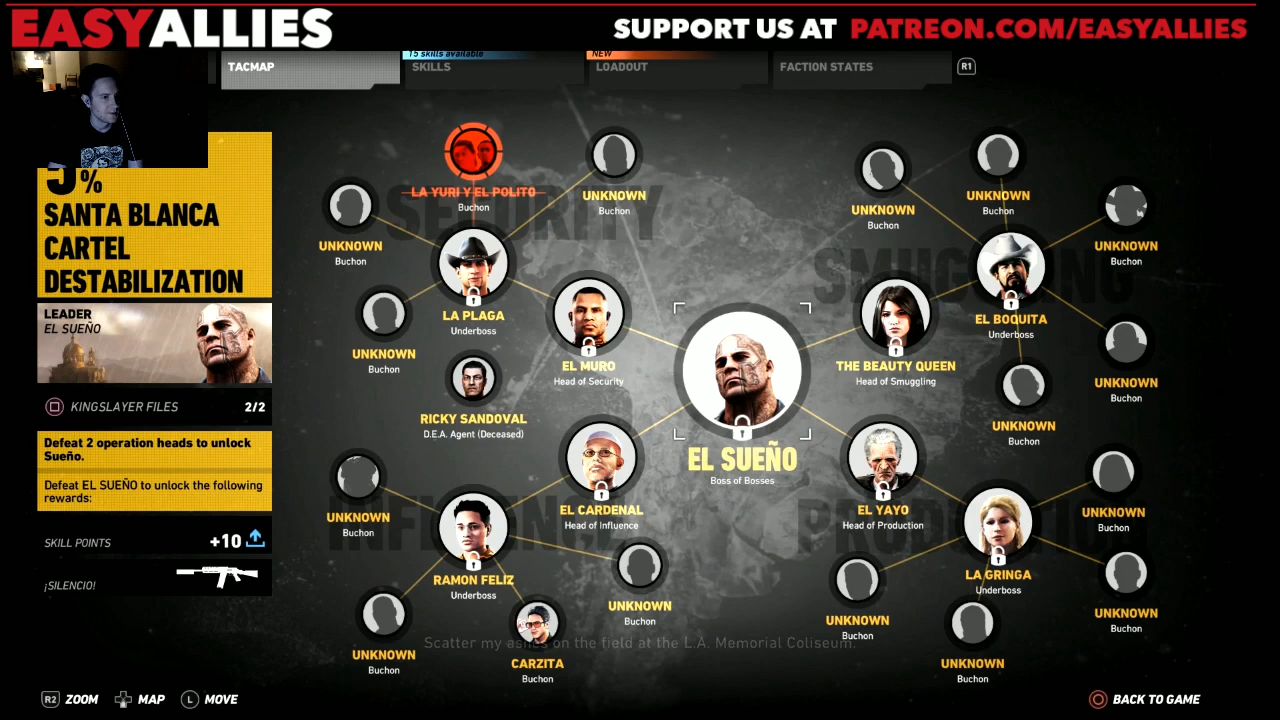 EASYALLIES
SUPPORT US AT PATREON.COM/EASYALLIES
TACMAP
15 skills available
SKILLS
NEW
LOADOUT
FACTION STATES
R1
5%
SANTA BLANCA
CARTEL
DESTABILIZATION
LEADER
EL SUEÑO
KINGSLAYER FILES 2/2
Defeat 2 operation heads to unlock
Sueño.
Defeat EL SUEÑO to unlock the following
rewards:
SKILL POINTS +10
¡SILENCIO!
SECURITY
LA YURI Y EL POLITO
Buchon
UNKNOWN
Buchon
UNKNOWN
Buchon
LA PLAGA
Underboss
UNKNOWN
Buchon
EL MURO
Head of Security
RICKY SANDOVAL
D.E.A. Agent (Deceased)
SMUGGLING
UNKNOWN
Buchon
UNKNOWN
Buchon
UNKNOWN
Buchon
EL BOQUITA
Underboss
THE BEAUTY QUEEN
Head of Smuggling
UNKNOWN
Buchon
UNKNOWN
Buchon
EL SUEÑO
Boss of Bosses
INFLUENCE
EL CARDENAL
Head of Influence
UNKNOWN
Buchon
RAMON FELIZ
Underboss
UNKNOWN
Buchon
UNKNOWN
Buchon
CARZITA
Buchon
PRODUCTION
EL YAYO
Head of Production
UNKNOWN
Buchon
LA GRINGA
Underboss
UNKNOWN
Buchon
UNKNOWN
Buchon
UNKNOWN
Buchon
Scatter my ashes on the field at the L.A. Memorial Coliseum.
R2 ZOOM MAP L MOVE
BACK TO GAME